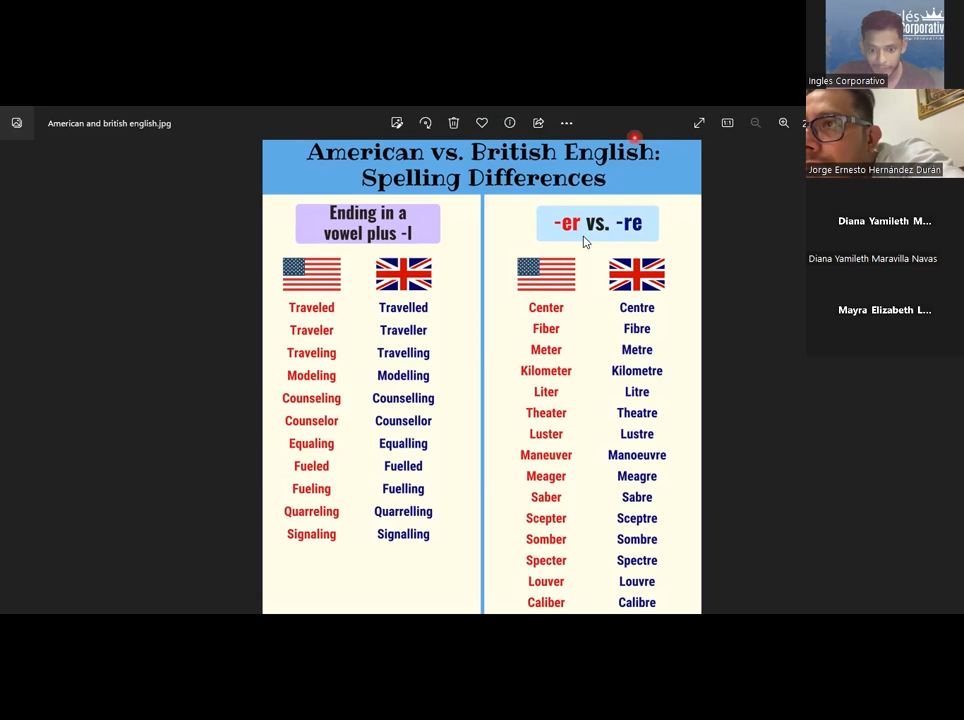 lés
Corporativo
Ingles Corporativo
American and british english.jpg
Jorge Ernesto Hernández Durán
American vs. British English:
Spelling Differences
Ending in a
vowel plus -l
-er vs. -re
Traveled Travelled
Traveler Traveller
Traveling Travelling
Modeling Modelling
Counseling Counselling
Counselor Counsellor
Equaling Equalling
Fueled Fuelled
Fueling Fuelling
Quarreling Quarrelling
Signaling Signalling
Center Centre
Fiber Fibre
Meter Metre
Kilometer Kilometre
Liter Litre
Theater Theatre
Luster Lustre
Maneuver Manoeuvre
Meager Meagre
Saber Sabre
Scepter Sceptre
Somber Sombre
Specter Spectre
Louver Louvre
Caliber Calibre
Diana Yamileth M...
Diana Yamileth Maravilla Navas
Mayra Elizabeth L...